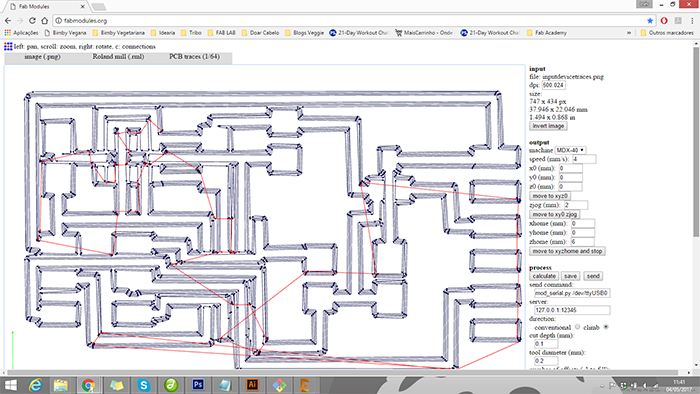 Fab Modules
fabmodules.org
Aplicações
Bimby Vegana
Bimby Vegetariana
Idearia
Tribo
FAB LAB
Doar Cabelo
Blogs Veggie
21-Day Workout Chal
MaisCarrinho - Onde
21-Day Workout Chal
Fab Academy
»
Outros marcadores
left: pan, scroll: zoom, right: rotate, c: connections
image (.png)
Roland mill (.rml)
PCB traces (1/64)
input
file: inputdevicetraces.png
dpi: 500.024
size:
747 x 434 px
37.946 x 22.046 mm
1.494 x 0.868 in
invert image
output
machine MDX-40
speed (mm/s): 4
x0 (mm): 0
y0 (mm): 0
z0 (mm): 0
move to xyz0
zjog (mm): 2
move to xy0 zjog
xhome (mm): 0
yhome (mm): 0
zhome (mm): 6
move to xyzhome and stop
process
calculate save send
send command:
mod_serial.py /dev/ttyUSB0
server:
127.0.0.1:12345
direction:
conventional climb
cut depth (mm):
0.1
tool diameter (mm):
0.2
11:41
04/05/2017